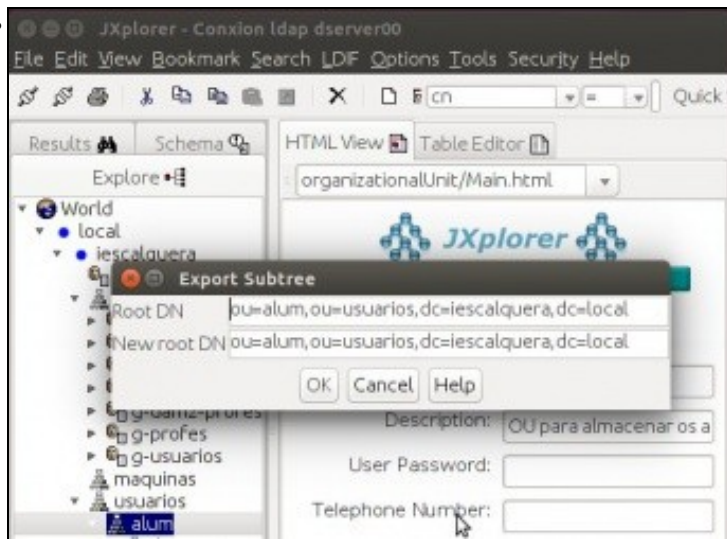 JXplorer - Conxion ldap dserver00
File Edit View Bookmark Search LDIF Options Tools Security Help
cn = Quick
Results Schema
HTML View Table Editor
Explore
organizationalUnit/Main.html
World
local
JXplorer
iescalquera
Export Subtree
Root DN ou=alum,ou=usuarios,dc=iescalquera,dc=local
New root DN ou=alum,ou=usuarios,dc=iescalquera,dc=local
OK Cancel Help
g-dam2-profes
Description: OU para almacenar os a
g-profes
g-usuarios
User Password:
maquinas
usuarios
Telephone Number:
alum